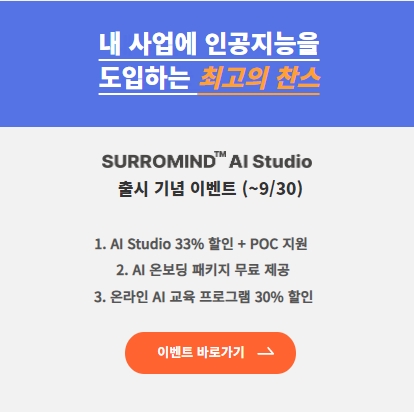 내 사업에 인공지능을
도입하는 최고의 찬스
SURROMIND™ AI Studio
출시 기념 이벤트 (~9/30)
1. AI Studio 33% 할인 + POC 지원
2. AI 온보딩 패키지 무료 제공
3. 온라인 AI 교육 프로그램 30% 할인
이벤트 바로가기